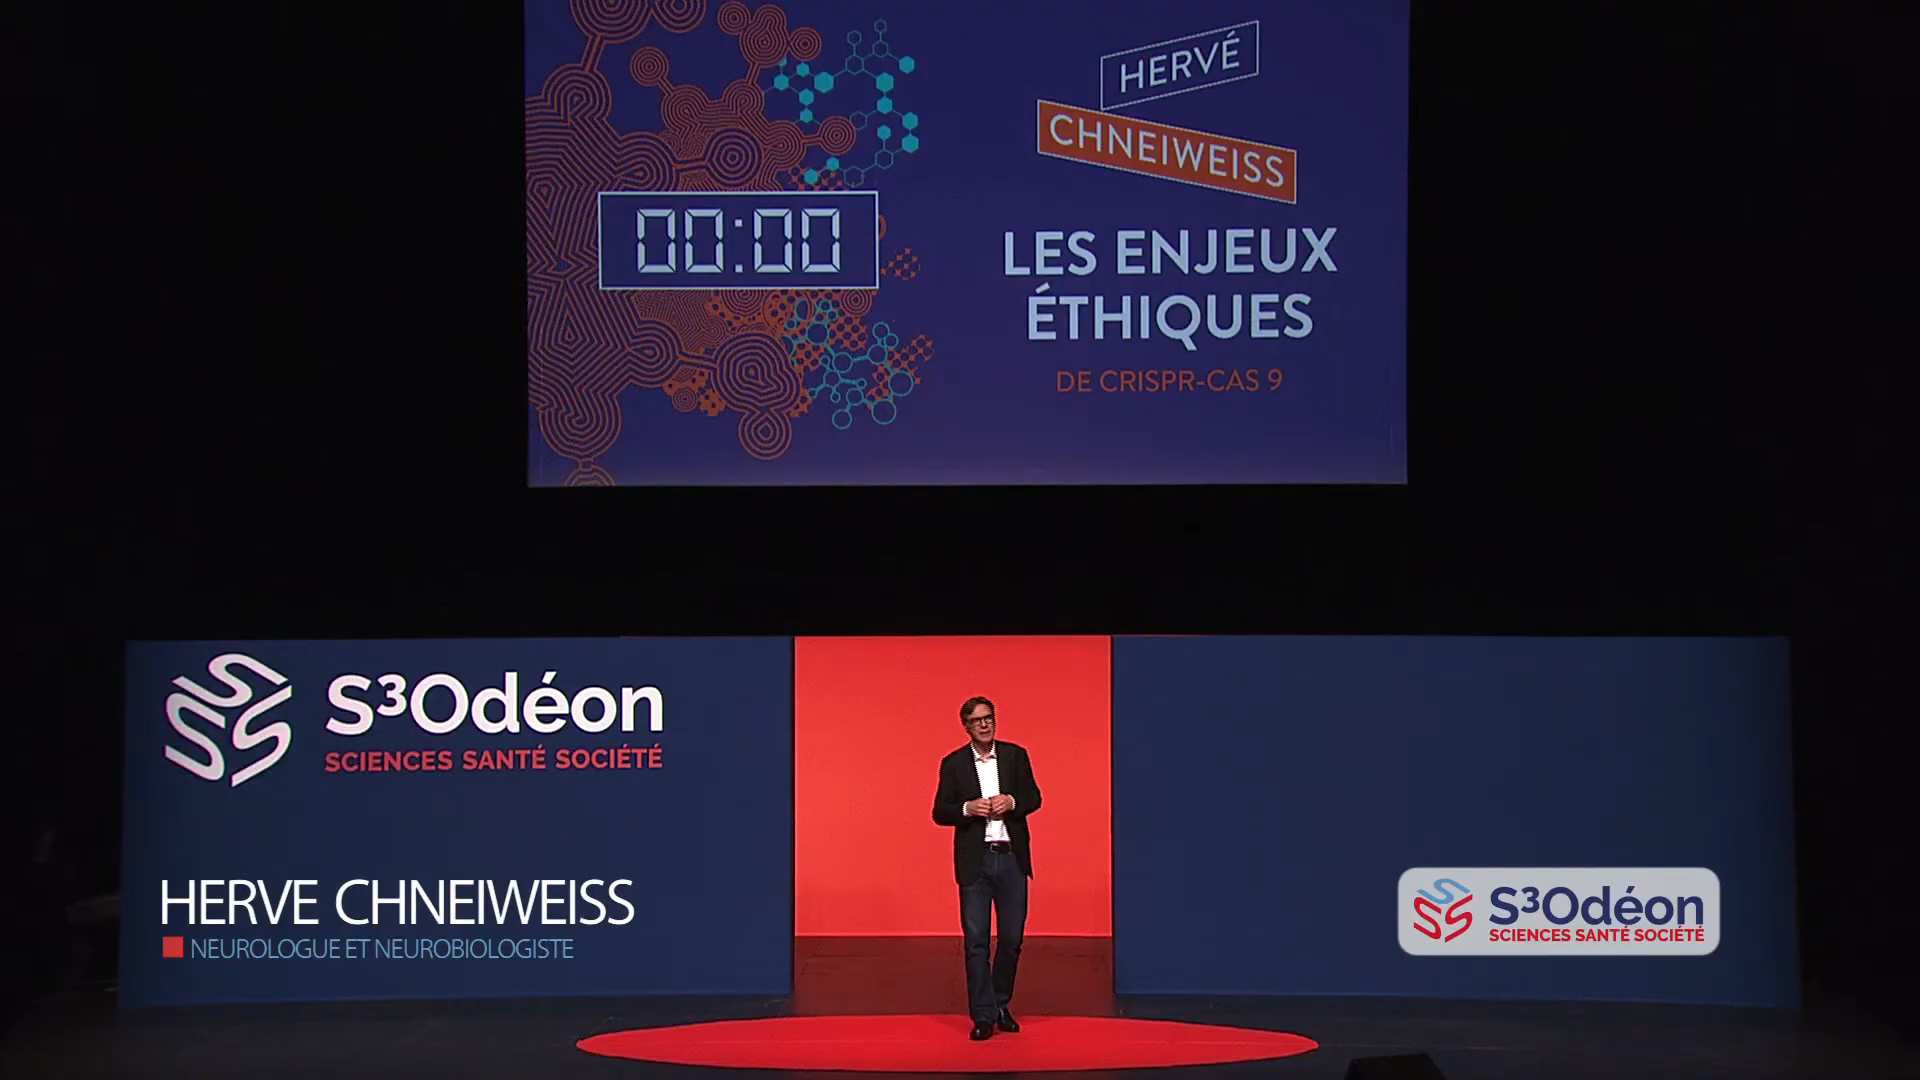 HERVÉ
CHNEIWEISS
00:00
LES ENJEUX
ÉTHIQUES
DE CRISPR-CAS 9
S³Odéon
SCIENCES SANTÉ SOCIÉTÉ
HERVE CHNEIWEISS
NEUROLOGUE ET NEUROBIOLOGISTE
S³Odéon
SCIENCES SANTÉ SOCIÉTÉ